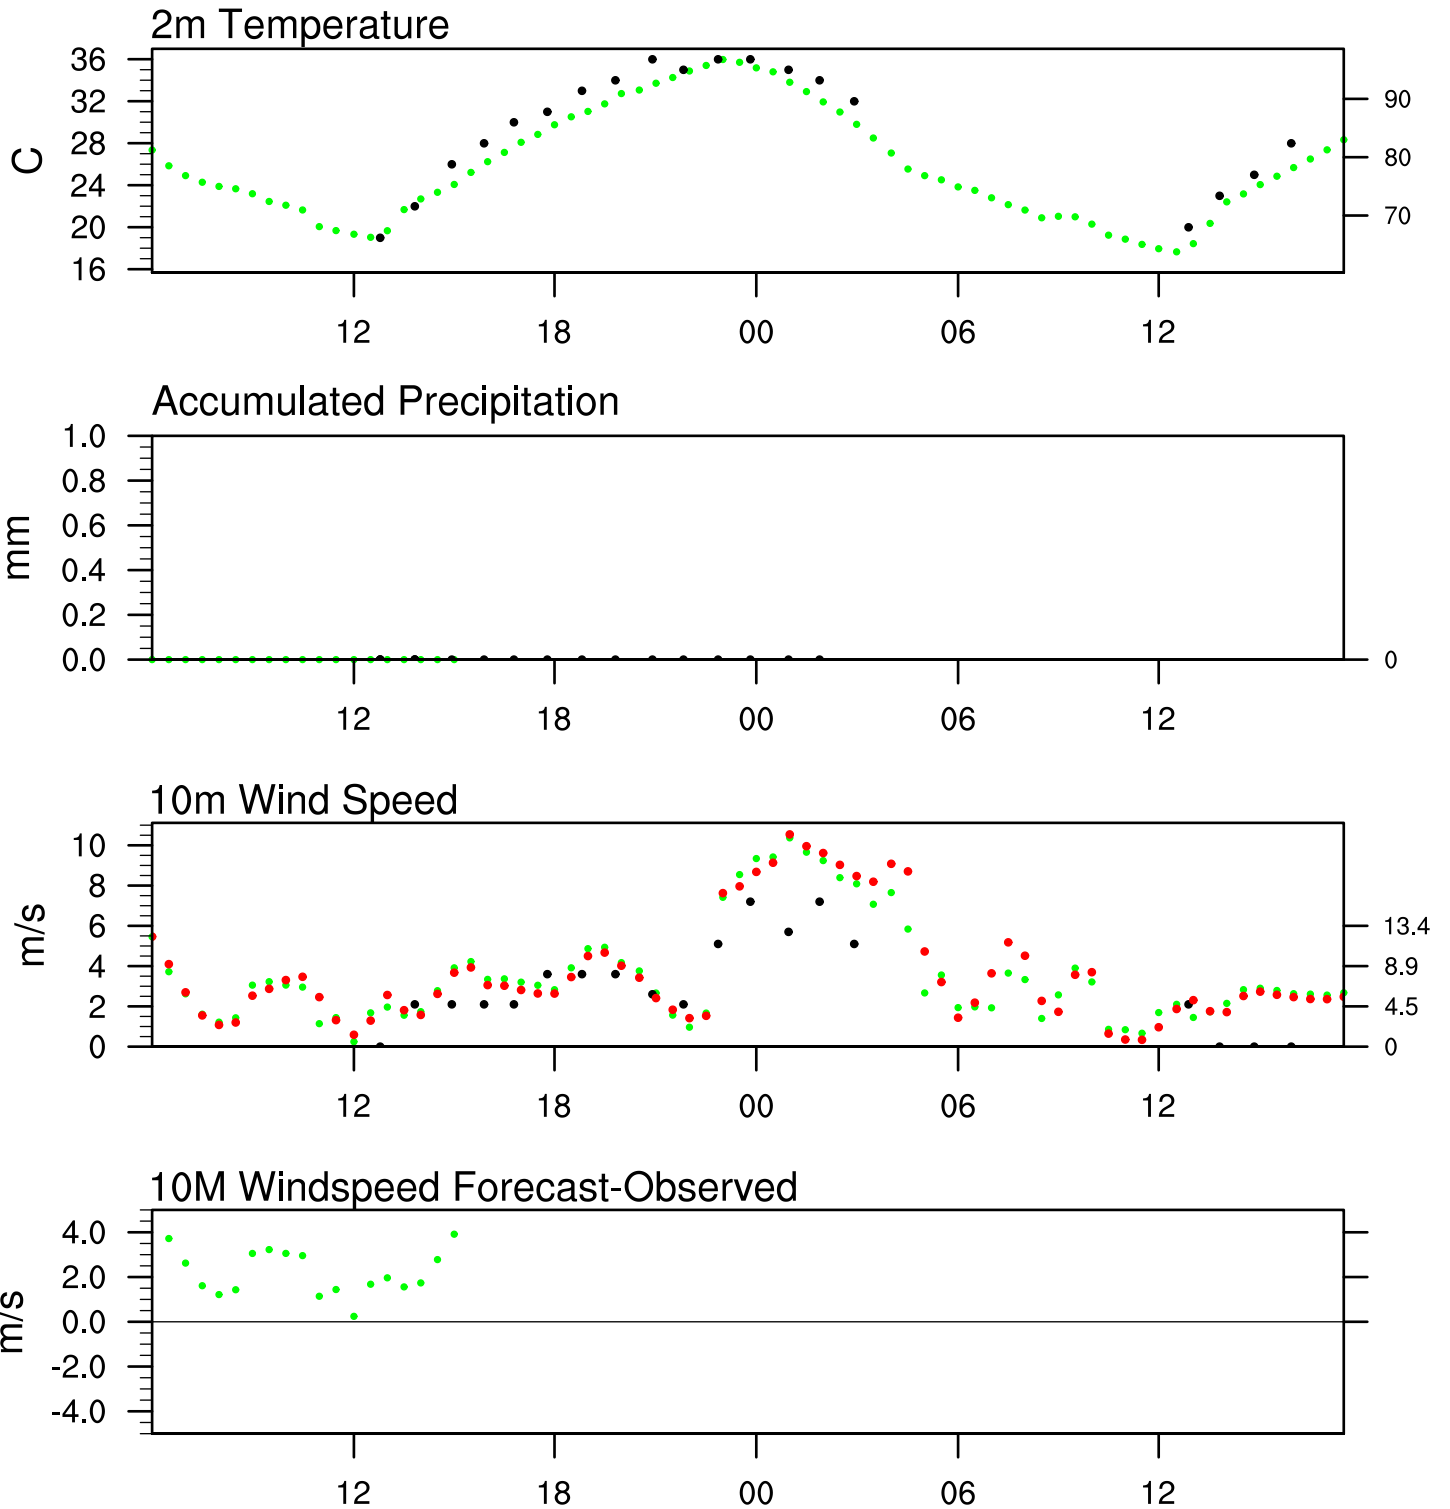 2m Temperature
36
32
28
24
20
16
C
90
80
70
12 18 00 06 12
Accumulated Precipitation
1.0
0.8
0.6
0.4
0.2
0.0
mm
0
12 18 00 06 12
10m Wind Speed
10
8
6
4
2
0
m/s
13.4
8.9
4.5
0
12 18 00 06 12
10M Windspeed Forecast-Observed
4.0
2.0
0.0
-2.0
-4.0
m/s
12 18 00 06 12